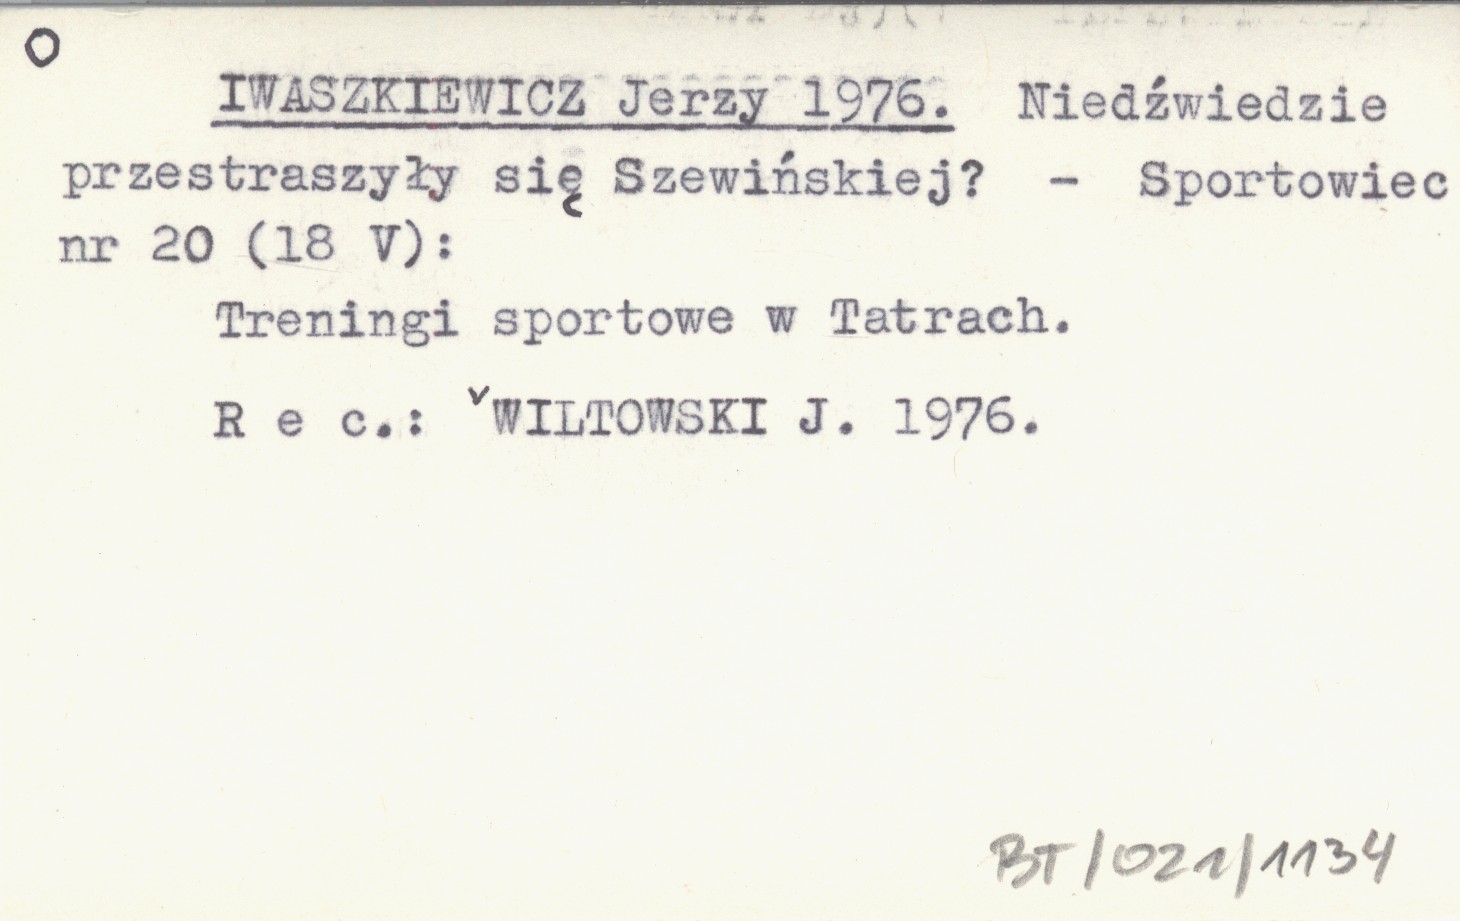 IWASZKIEWICZ Jerzy 1976. Niedźwiedzie
przestraszyły się Szewińskiej? - Sportowiec
nr 20 (18 V):
Treningi sportowe w Tatrach.
R e c.: WILTOWSKI J. 1976.
BT/021/1134